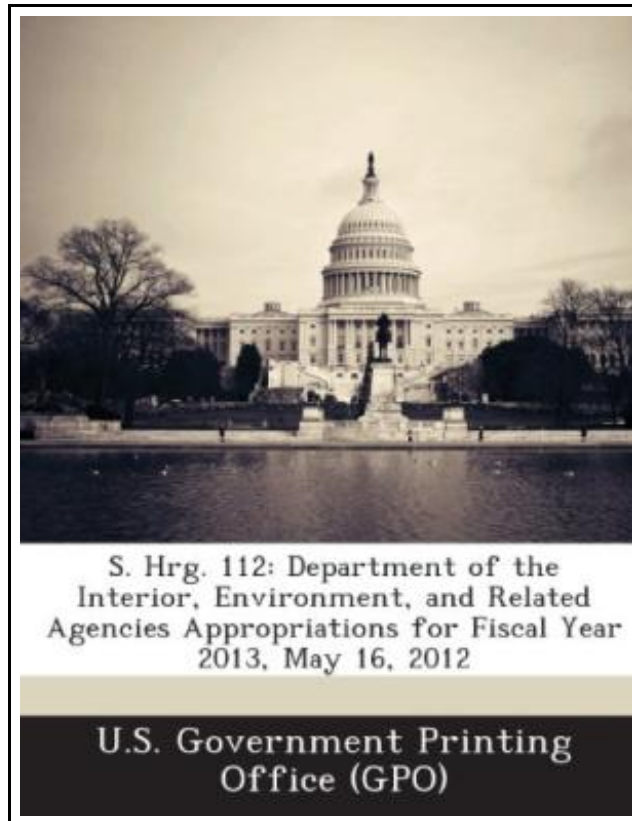 S. Hrg. 112: Department of the
Interior, Environment, and Related
Agencies Appropriations for Fiscal Year
2013, May 16, 2012
U.S. Government Printing
Office (GPO)